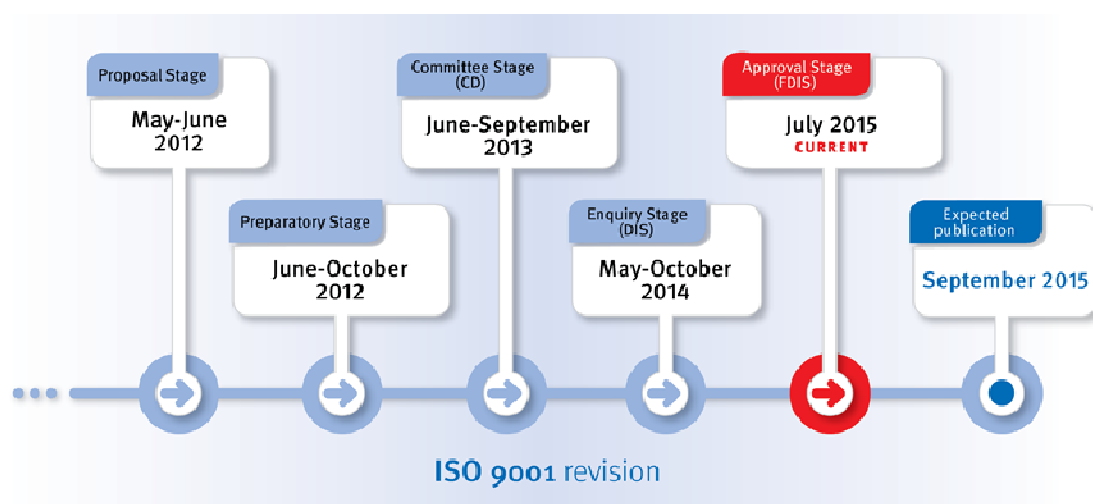 Proposal Stage
May-June
2012
Preparatory Stage
June-October
2012
Committee Stage
(CD)
June-September
2013
Enquiry Stage
(DIS)
May-October
2014
Approval Stage
(FDIS)
July 2015
CURRENT
Expected
publication
September 2015
ISO 9001 revision